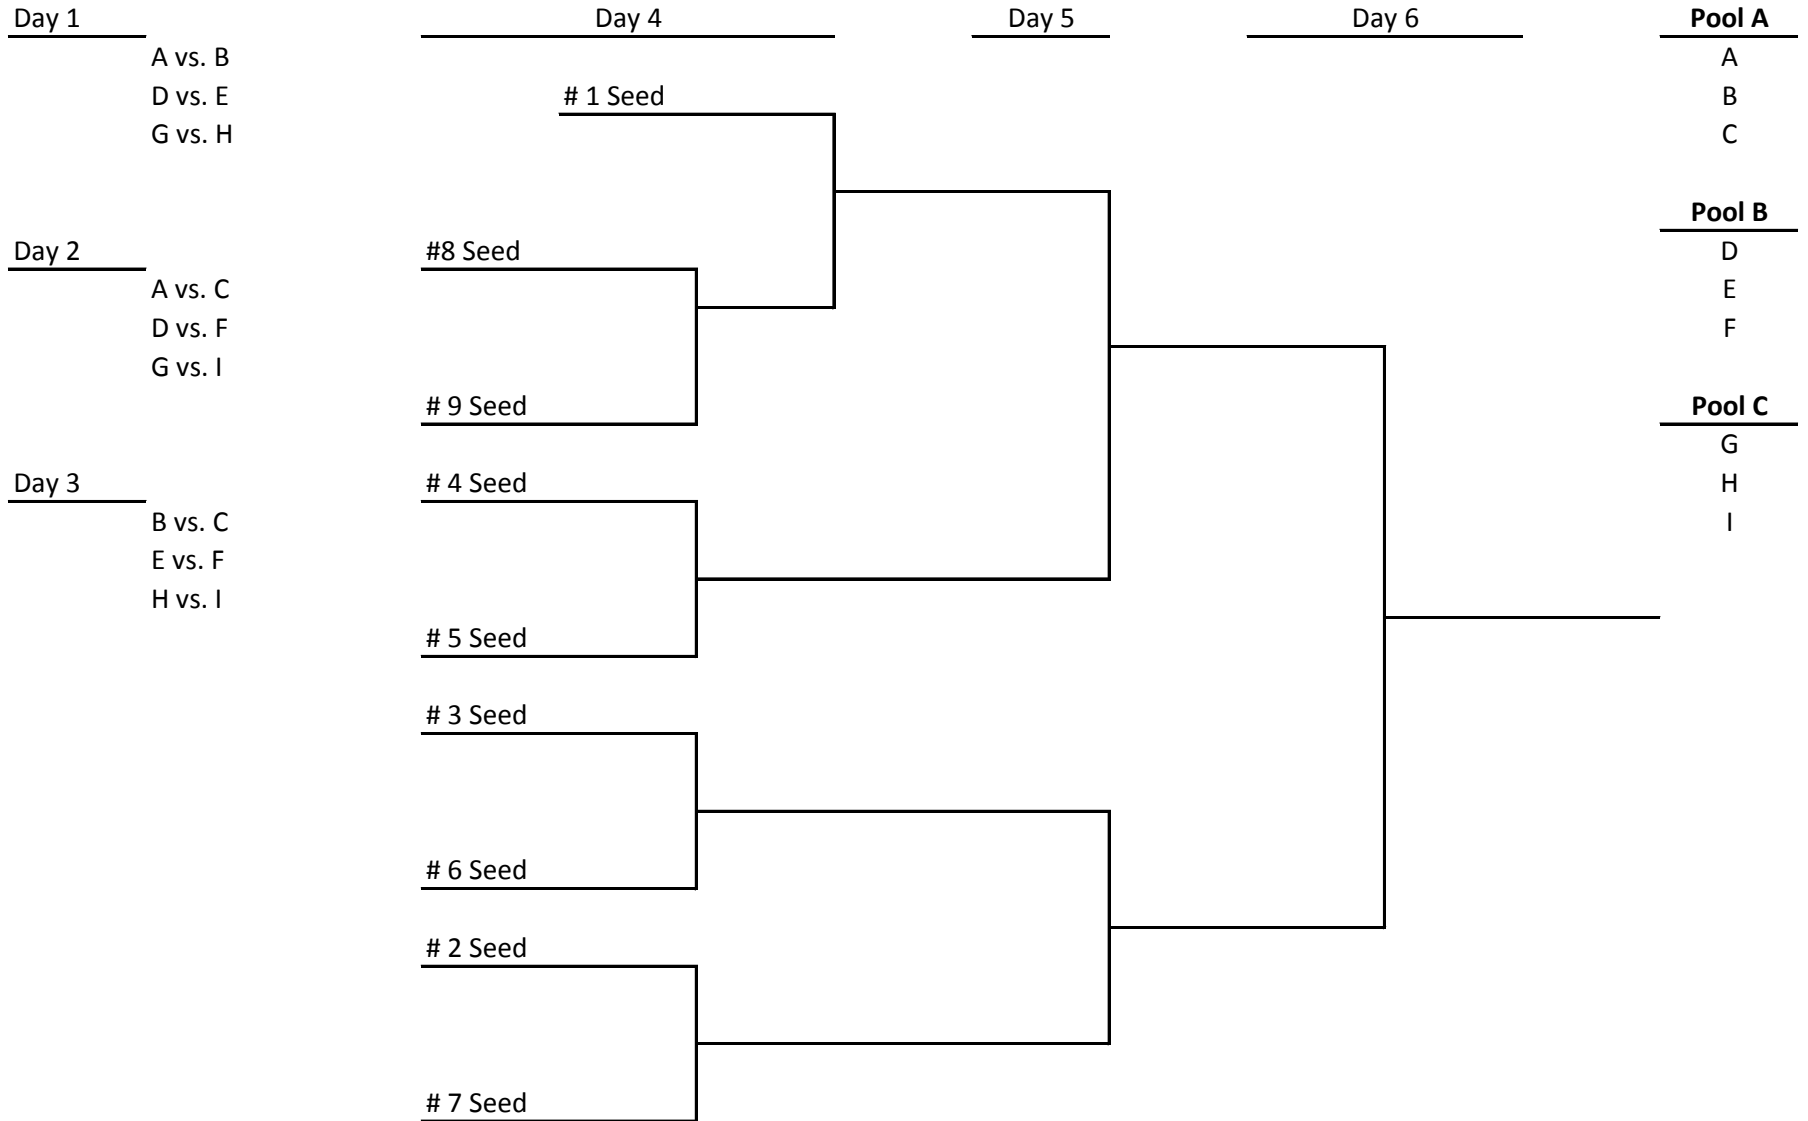 Day 1
A vs. B
D vs. E
G vs. H
Day 2
A vs. C
D vs. F
G vs. I
Day 3
B vs. C
E vs. F
H vs. I
Day 4
# 1 Seed
#8 Seed
# 9 Seed
# 4 Seed
# 5 Seed
# 3 Seed
# 6 Seed
# 2 Seed
# 7 Seed
Day 5
Day 6
Pool A
A
B
C
Pool B
D
E
F
Pool C
G
H
I